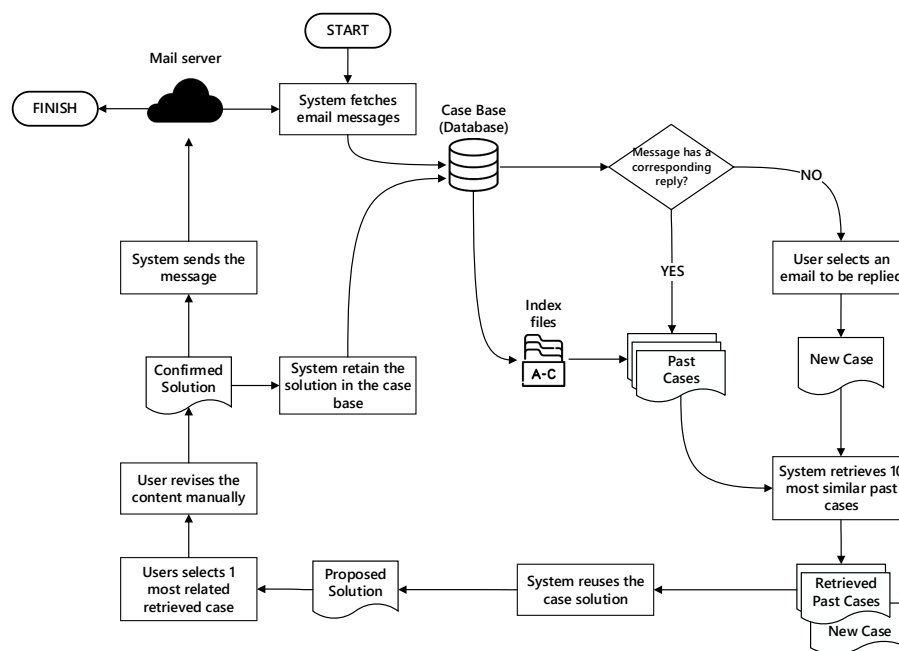 START
Mail server
FINISH
System fetches
email messages
Case Base
(Database)
Message has a
corresponding
reply?
NO
YES
System sends the
message
User selects an
email to be replied
Index
files
A-C
Past
Cases
New Case
Confirmed
Solution
System retain the
solution in the case
base
User revises the
content manually
System retrieves 10
most similar past
cases
Users selects 1
most related
retrieved case
Proposed
Solution
System reuses the
case solution
Retrieved
Past Cases
New Case